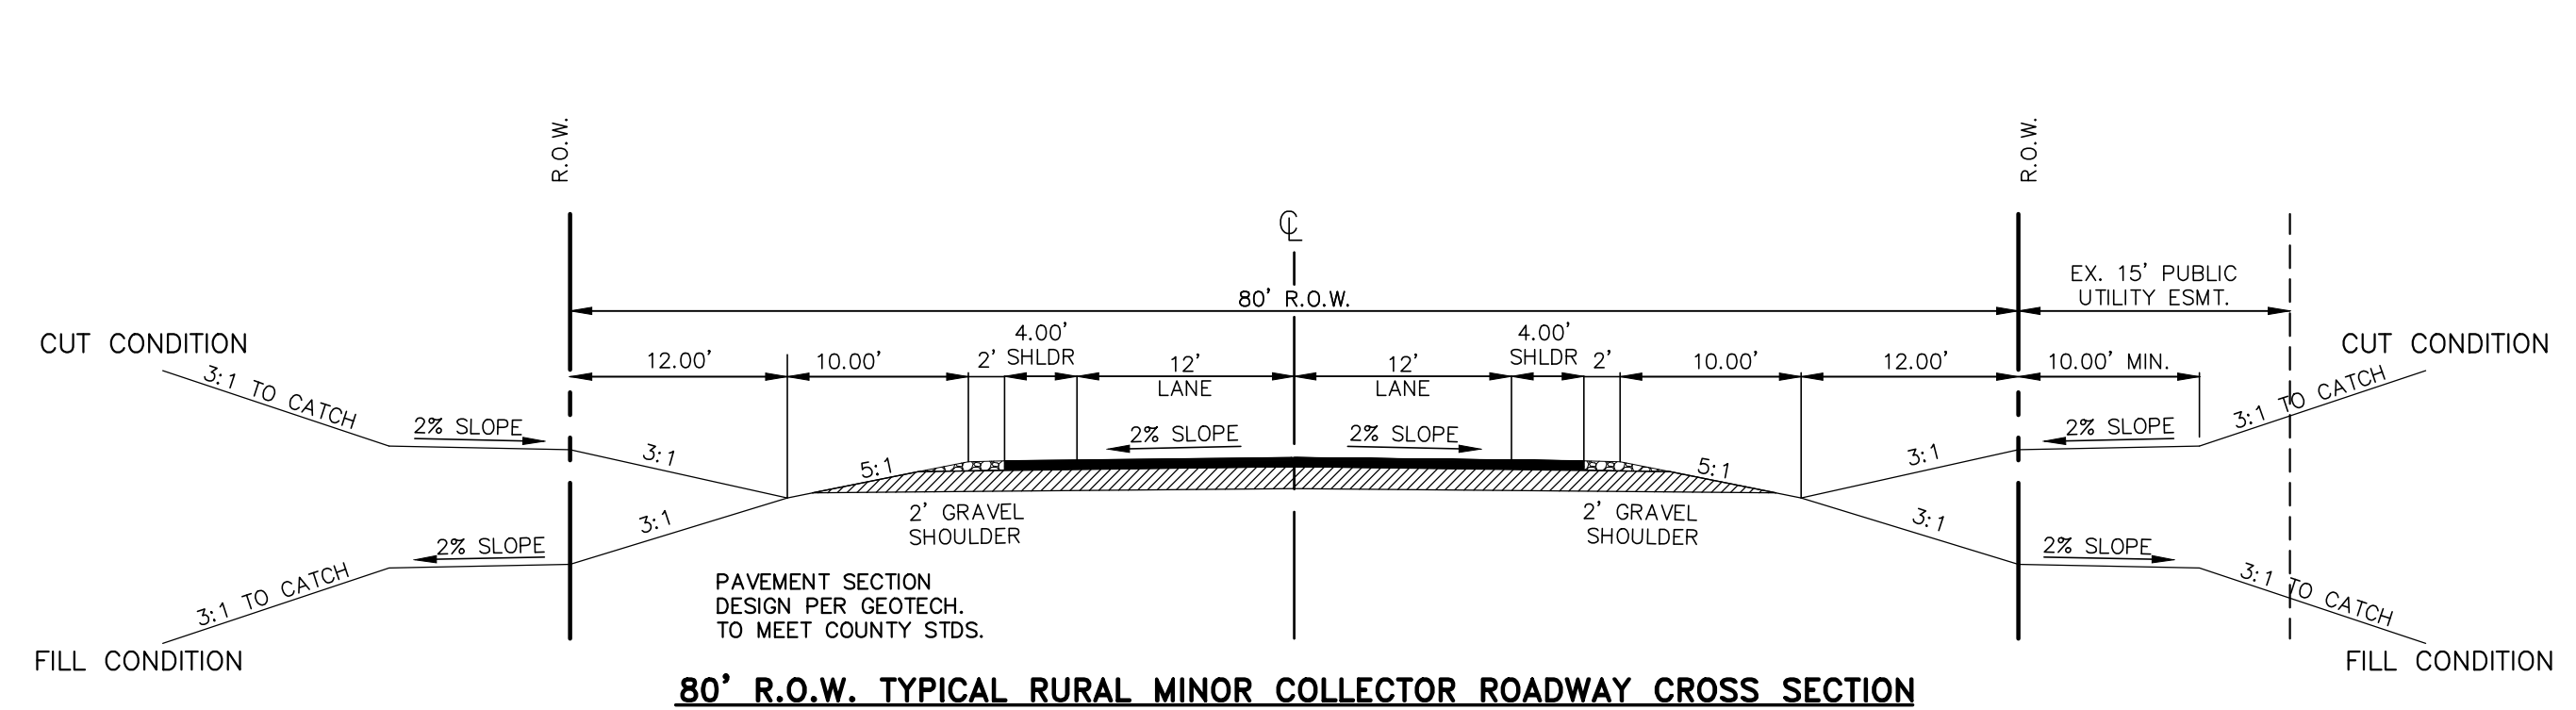 R.O.W.
R.O.W.
℄
EX. 15' PUBLIC
UTILITY ESMT.
80' R.O.W.
CUT CONDITION
CUT CONDITION
12.00'
10.00'
2'
4.00'
SHLDR
12'
LANE
12'
LANE
4.00'
SHLDR
2'
10.00'
12.00'
10.00' MIN.
3:1 TO CATCH
2% SLOPE
3:1
5:1
2% SLOPE
2% SLOPE
5:1
3:1
2% SLOPE
3:1 TO CATCH
3:1 TO CATCH
2% SLOPE
3:1
2' GRAVEL
SHOULDER
2' GRAVEL
SHOULDER
3:1
2% SLOPE
3:1 TO CATCH
PAVEMENT SECTION
DESIGN PER GEOTECH.
TO MEET COUNTY STDS.
FILL CONDITION
FILL CONDITION
80' R.O.W. TYPICAL RURAL MINOR COLLECTOR ROADWAY CROSS SECTION